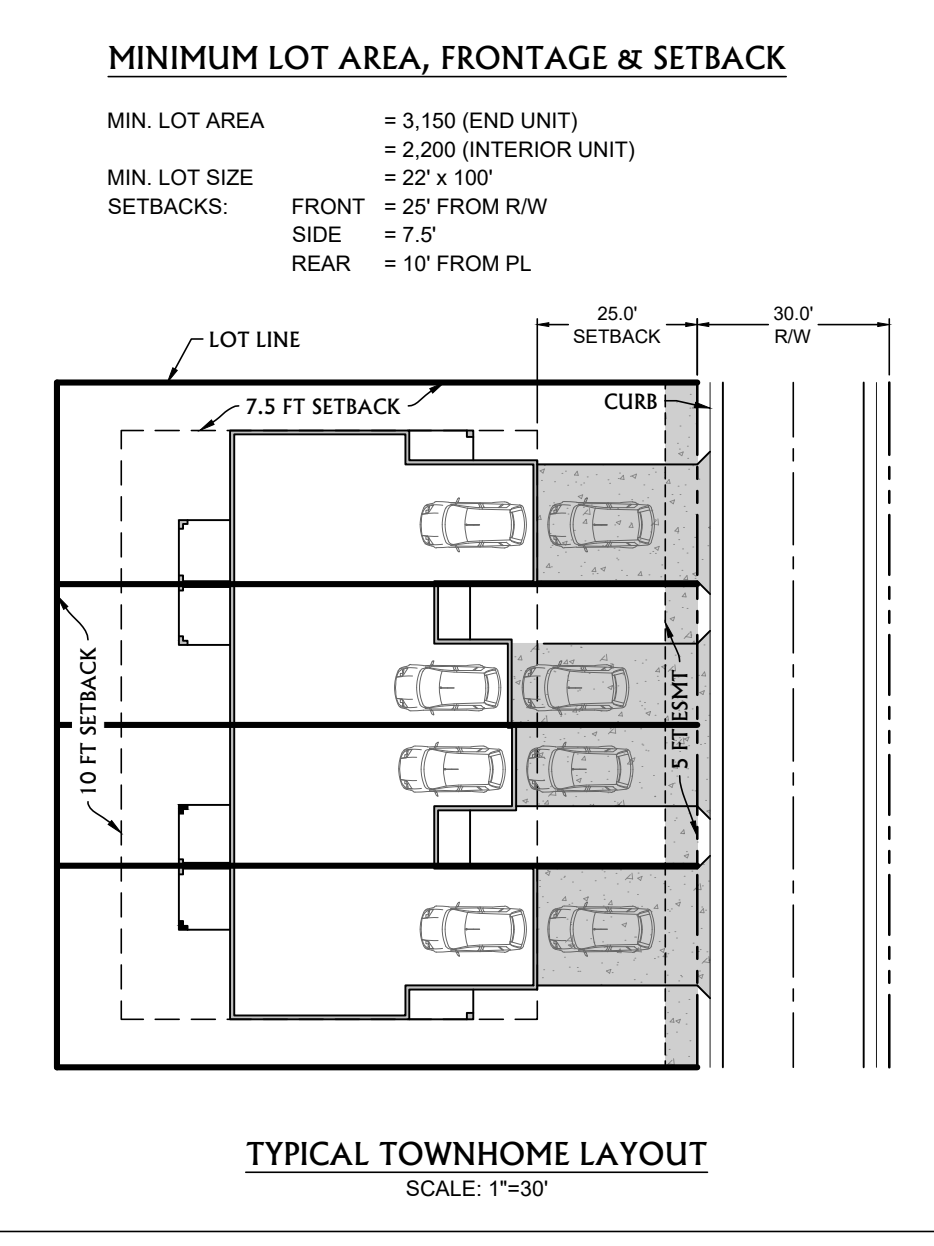 MINIMUM LOT AREA, FRONTAGE & SETBACK
MIN. LOT AREA = 3,150 (END UNIT)
= 2,200 (INTERIOR UNIT)
MIN. LOT SIZE = 22' x 100'
SETBACKS: FRONT = 25' FROM R/W
SIDE = 7.5'
REAR = 10' FROM PL
25.0'
SETBACK
30.0'
R/W
LOT LINE
7.5 FT SETBACK
CURB
10 FT SETBACK
5 FT ESMT
TYPICAL TOWNHOME LAYOUT
SCALE: 1"=30'